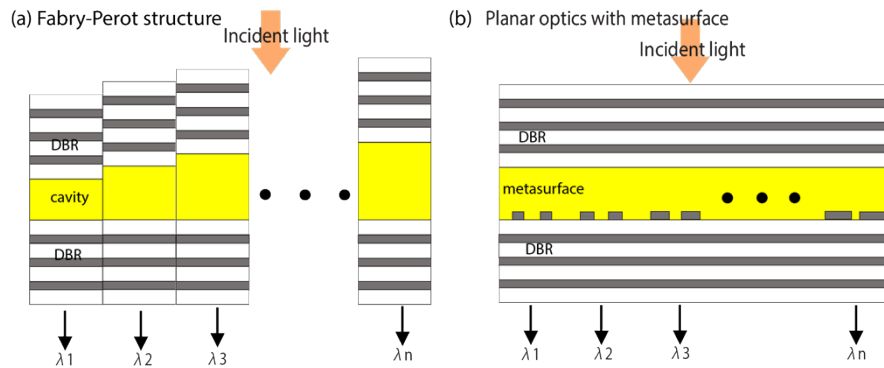 (a) Fabry-Perot structure
Incident light
DBR
cavity
DBR
λ1
λ2
λ3
λn
(b) Planar optics with metasurface
Incident light
DBR
metasurface
DBR
λ1
λ2
λ3
λn